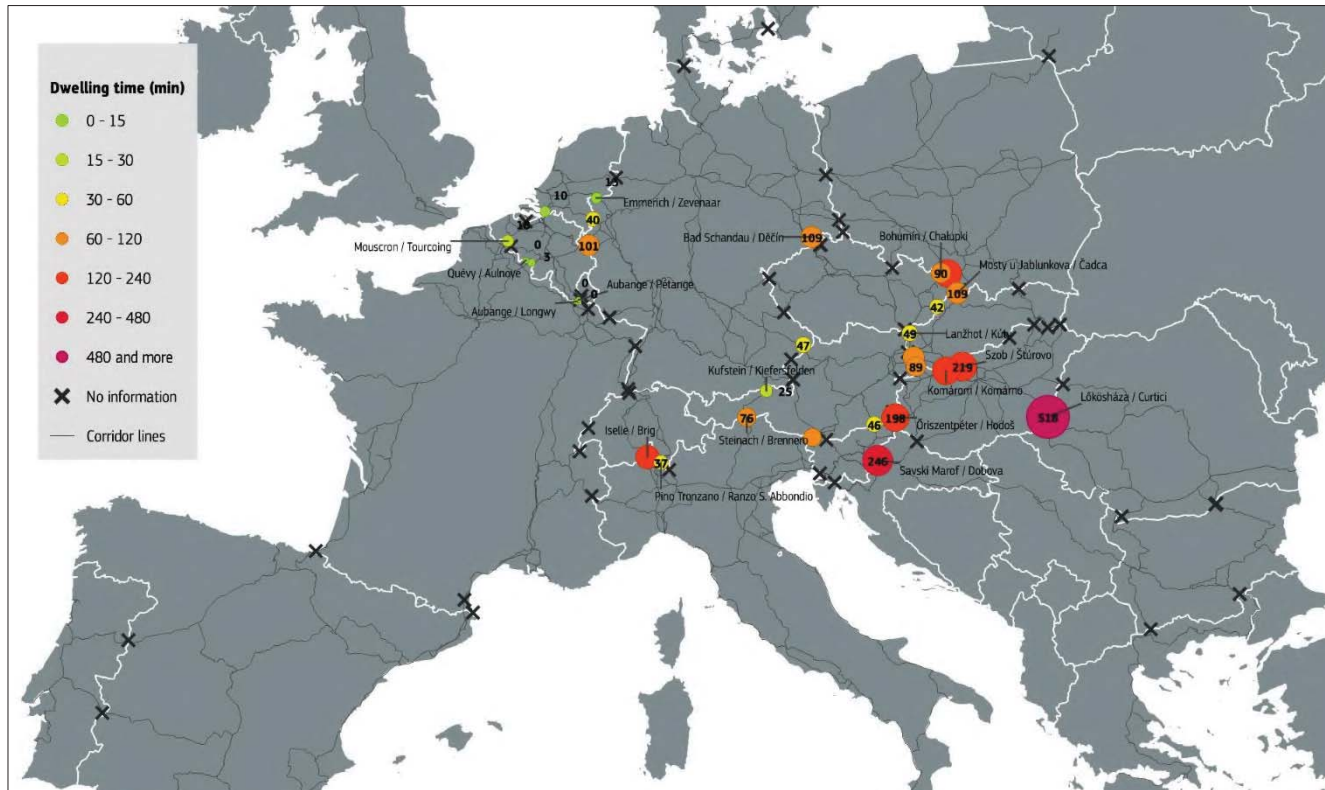 Dwelling time (min)
0 - 15
15 - 30
30 - 60
60 - 120
120 - 240
240 - 480
480 and more
No information
Corridor lines
10
Emmerich / Zevenaar
40
Mouscron / Tourcoing
0
101
5
Quévy / Aulnoye
0
0
Aubange / Pétange
Aubange / Longwy
Bad Schandau / Děčín
109
Bohumín / Chałupki
90
Mosty u Jablunkova / Čadca
109
42
49
Lanžhot / Kúty
47
Szob / Štúrovo
89
219
Kufstein / Kiefersfelden
25
Komárom / Komárno
Lőkösháza / Curtici
518
76
Iselle / Brig
Steinach / Brennero
46
198
Őriszentpéter / Hodoš
37
246
Savski Marof / Dobova
Pino Tronzano / Ranzo S. Abbondio